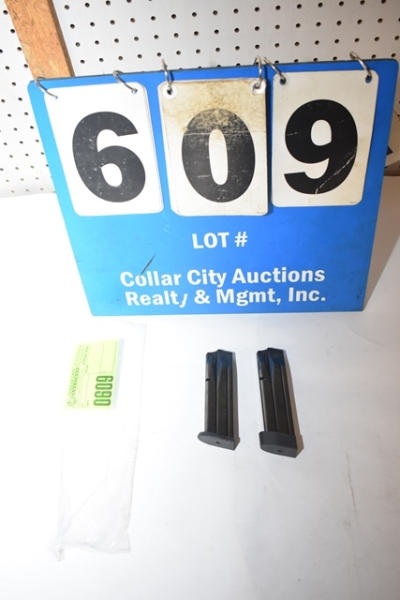 609
LOT #
Collar City Auctions
Realty & Mgmt, Inc.
0609